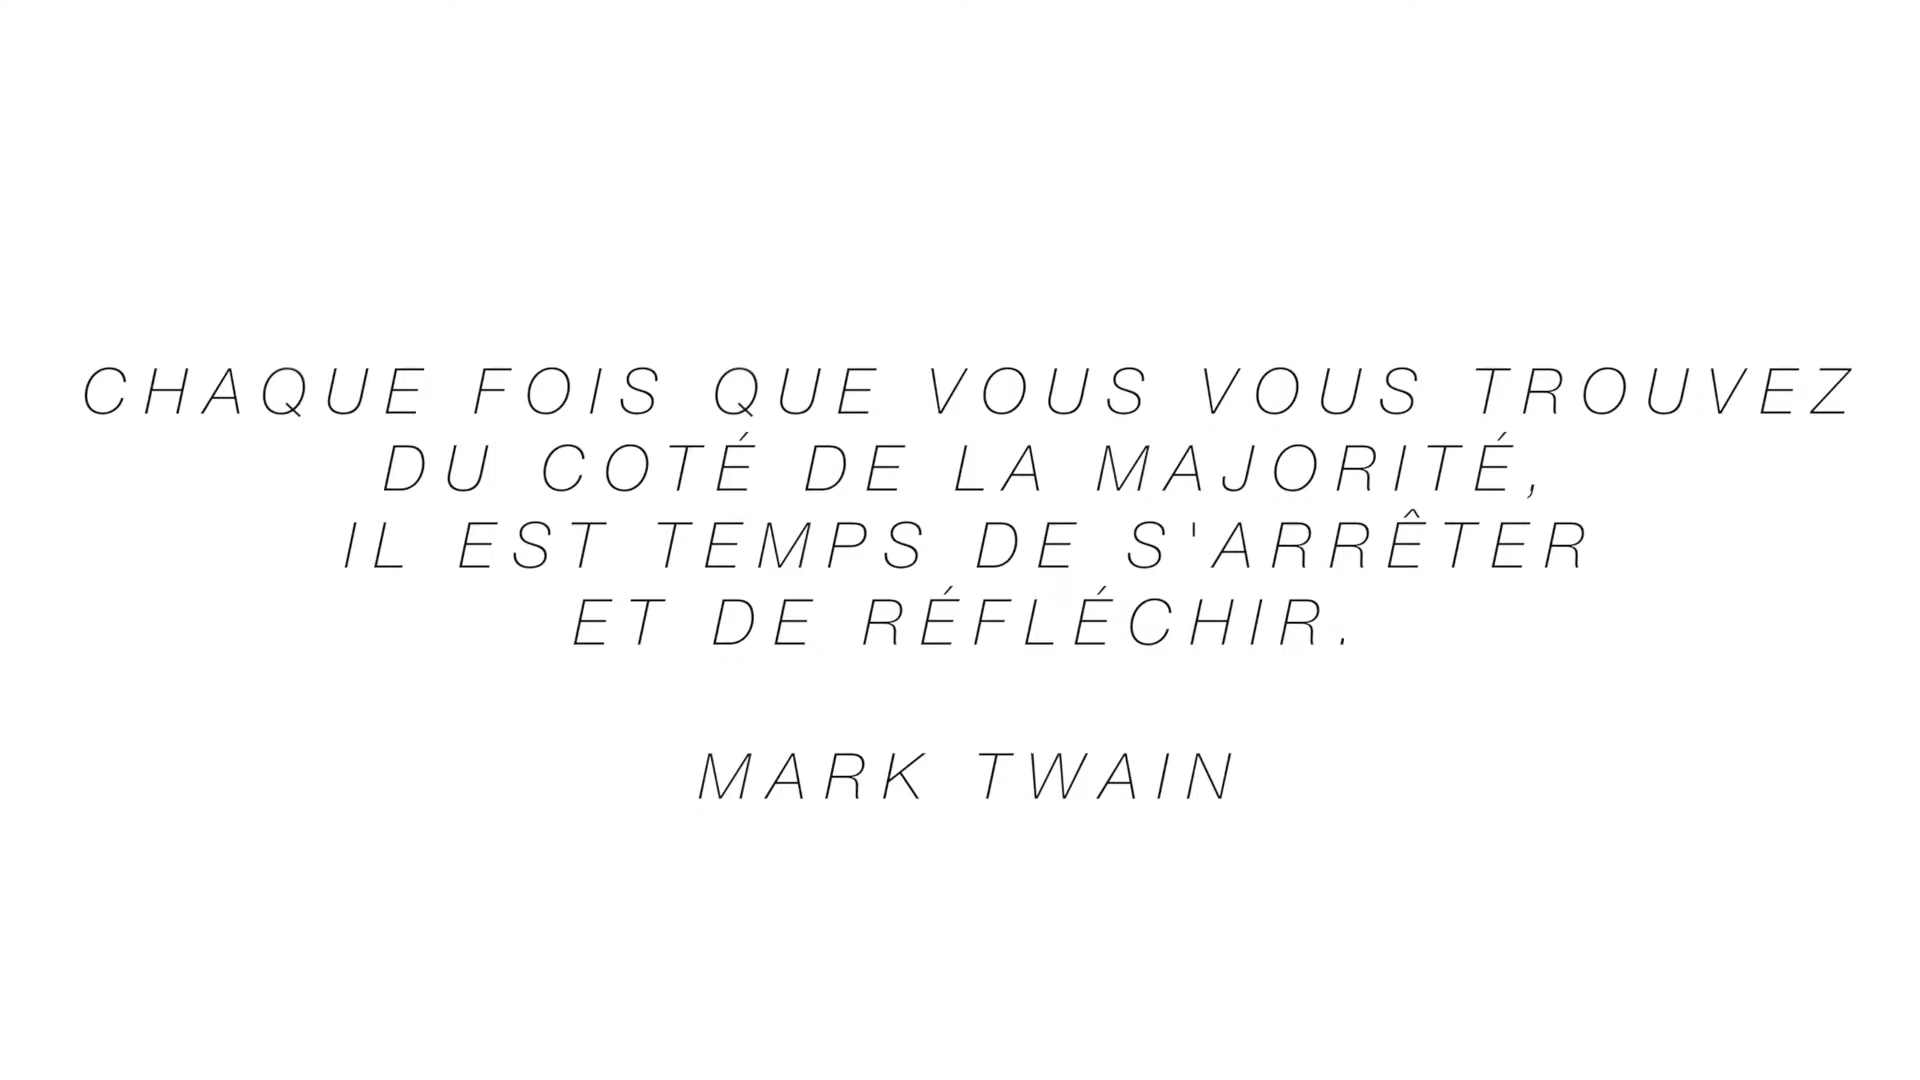 CHAQUE FOIS QUE VOUS VOUS TROUVEZ
DU COTÉ DE LA MAJORITÉ,
IL EST TEMPS DE S'ARRÊTER
ET DE RÉFLÉCHIR.
MARK TWAIN